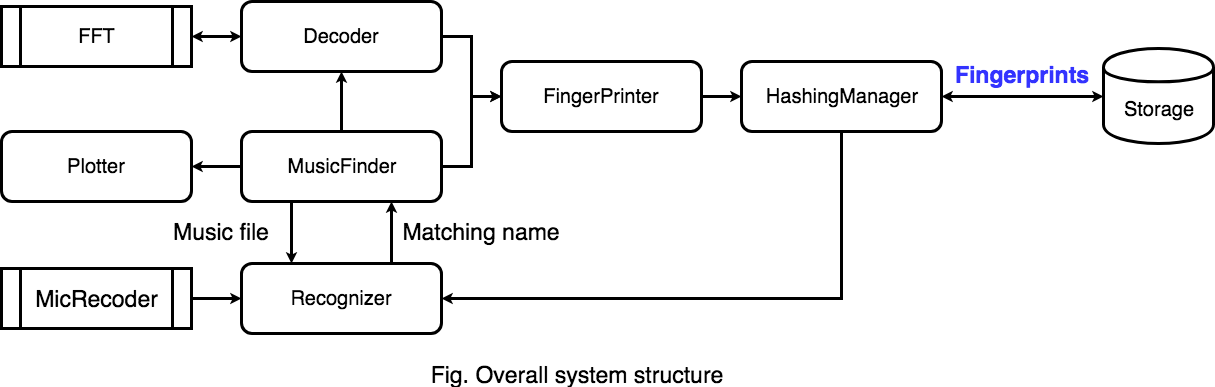 FFT
Decoder
Fingerprints
FingerPrinter
HashingManager
Storage
Plotter
MusicFinder
Music file
Matching name
MicRecoder
Recognizer
Fig. Overall system structure